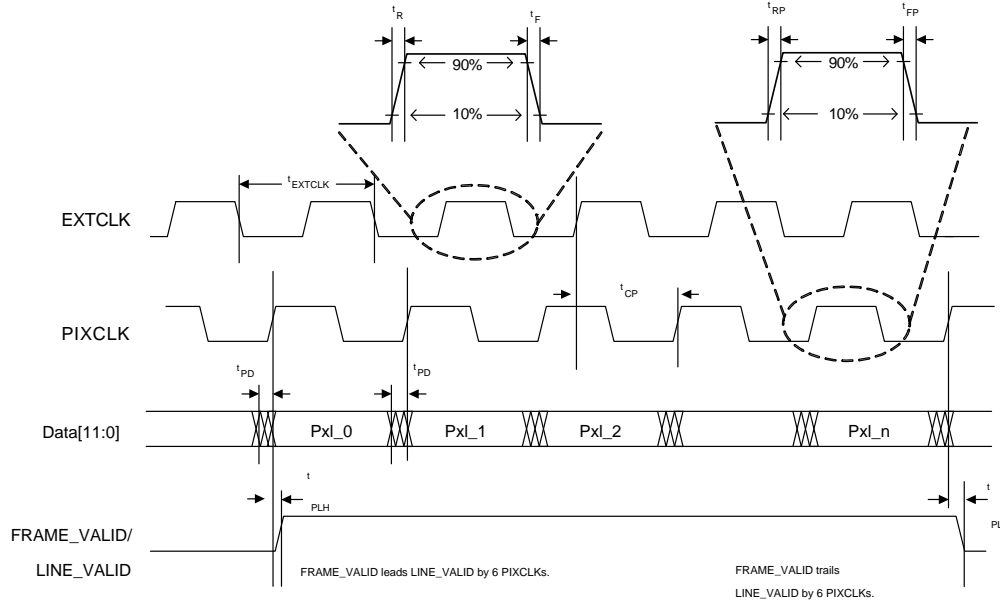 tR
tF
tRP
tFP
90%
90%
10%
10%
tEXTCLK
EXTCLK
tCP
PIXCLK
tPD
tPD
Data[11:0]
Pxl_0
Pxl_1
Pxl_2
Pxl_n
t
PLH
t
PL
FRAME_VALID/
LINE_VALID
FRAME_VALID leads LINE_VALID by 6 PIXCLKs.
FRAME_VALID trails
LINE_VALID by 6 PIXCLKs.